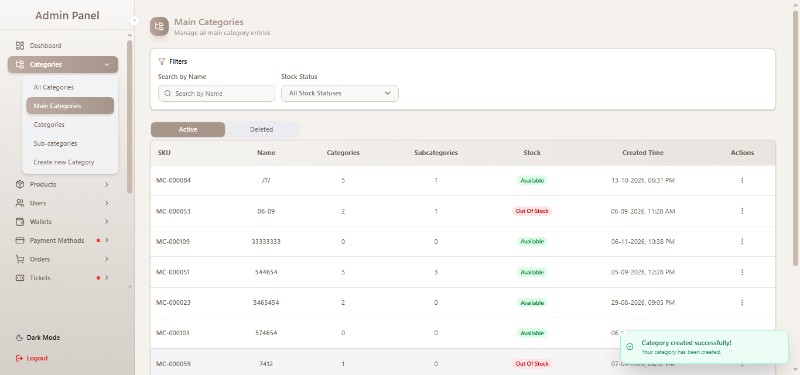 Admin Panel
Dashboard
Categories
All Categories
Main Categories
Categories
Sub-categories
Create new Category
Products
Users
Wallets
Payment Methods
Orders
Tickets
Dark Mode
Logout
Main Categories
Manage all main category entries
Filters
Search by Name Stock Status
Search by Name All Stock Statuses
Active Deleted
SKU Name Categories Subcategories Stock Created Time Actions
MC-000084 /1/ 5 1 Available 13-10-2026, 06:31 PM
MC-000053 06-09 2 1 Out Of Stock 06-09-2026, 11:28 AM
MC-000109 33333333 0 0 Available 06-11-2026, 10:38 PM
MC-000051 544654 5 3 Available 05-09-2026, 12:28 PM
MC-000023 5465454 2 0 Available 29-08-2026, 09:05 PM
MC-000103 574654 0 0 Available
MC-000059 7412 1 0 Out Of Stock
Category created successfully!
Your category has been created.